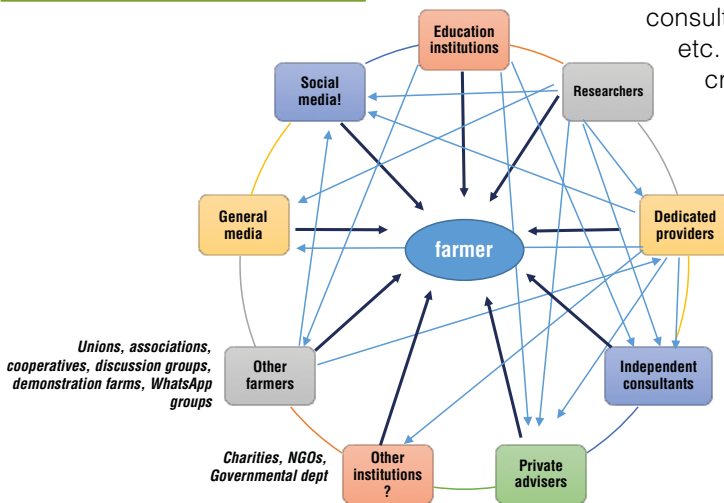 consult
etc.
cr
Education
institutions
Social
media!
Researchers
General
media
Dedicated
providers
farmer
Unions, associations,
cooperatives, discussion groups,
demonstration farms, WhatsApp
groups
Other
farmers
Independent
consultants
Charities, NGOs,
Governmental dept
Other
institutions
?
Private
advisers